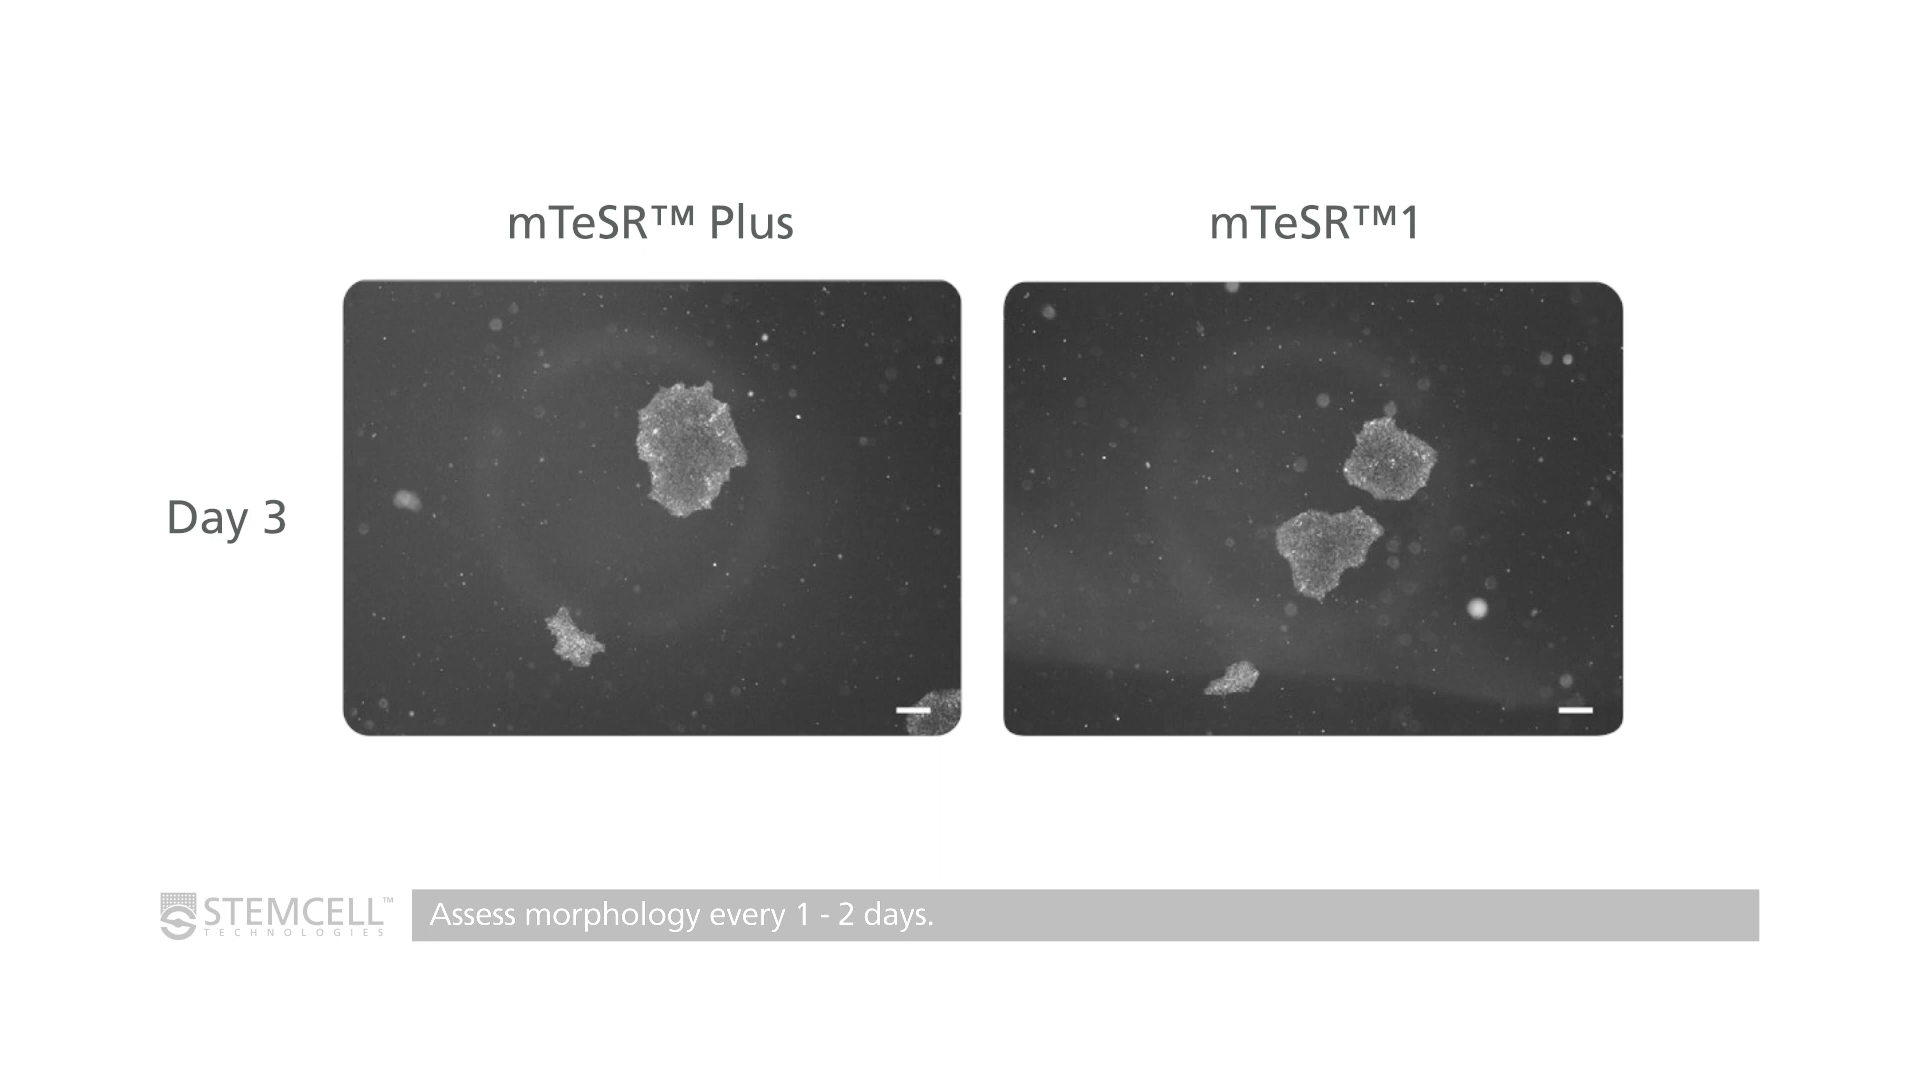 mTeSR™ Plus
mTeSR™1
Day 3
STEMCELL™
TECHNOLOGIES
Assess morphology every 1 - 2 days.